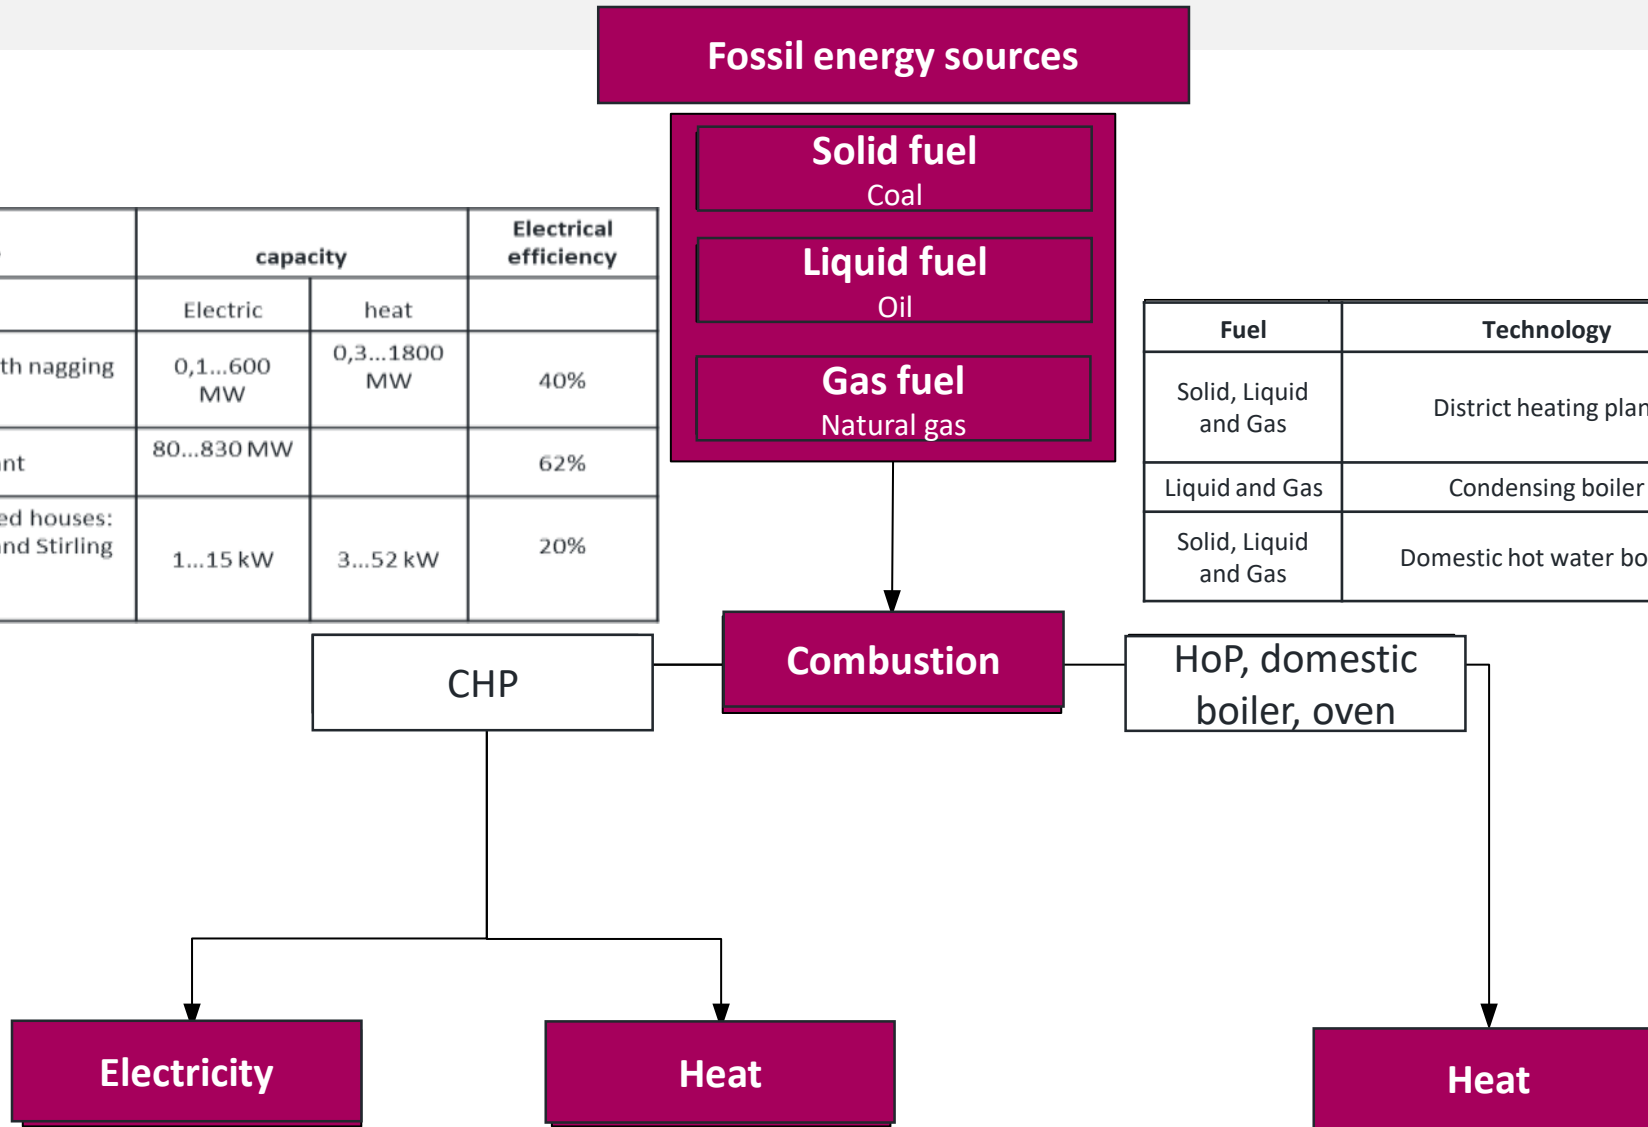 Fossil energy sources
Solid fuel
Coal
Liquid fuel
Oil
Gas fuel
Natural gas
capacity
Electrical
efficiency
Electric
heat
th nagging
0,1...600
MW
0,3...1800
MW
40%
nt
80...830 MW
62%
ed houses:
and Stirling
1...15 kW
3...52 kW
20%
Fuel
Technology
Solid, Liquid
and Gas
District heating plan
Liquid and Gas
Condensing boiler
Solid, Liquid
and Gas
Domestic hot water bo
CHP
Combustion
HoP, domestic
boiler, oven
Electricity
Heat
Heat